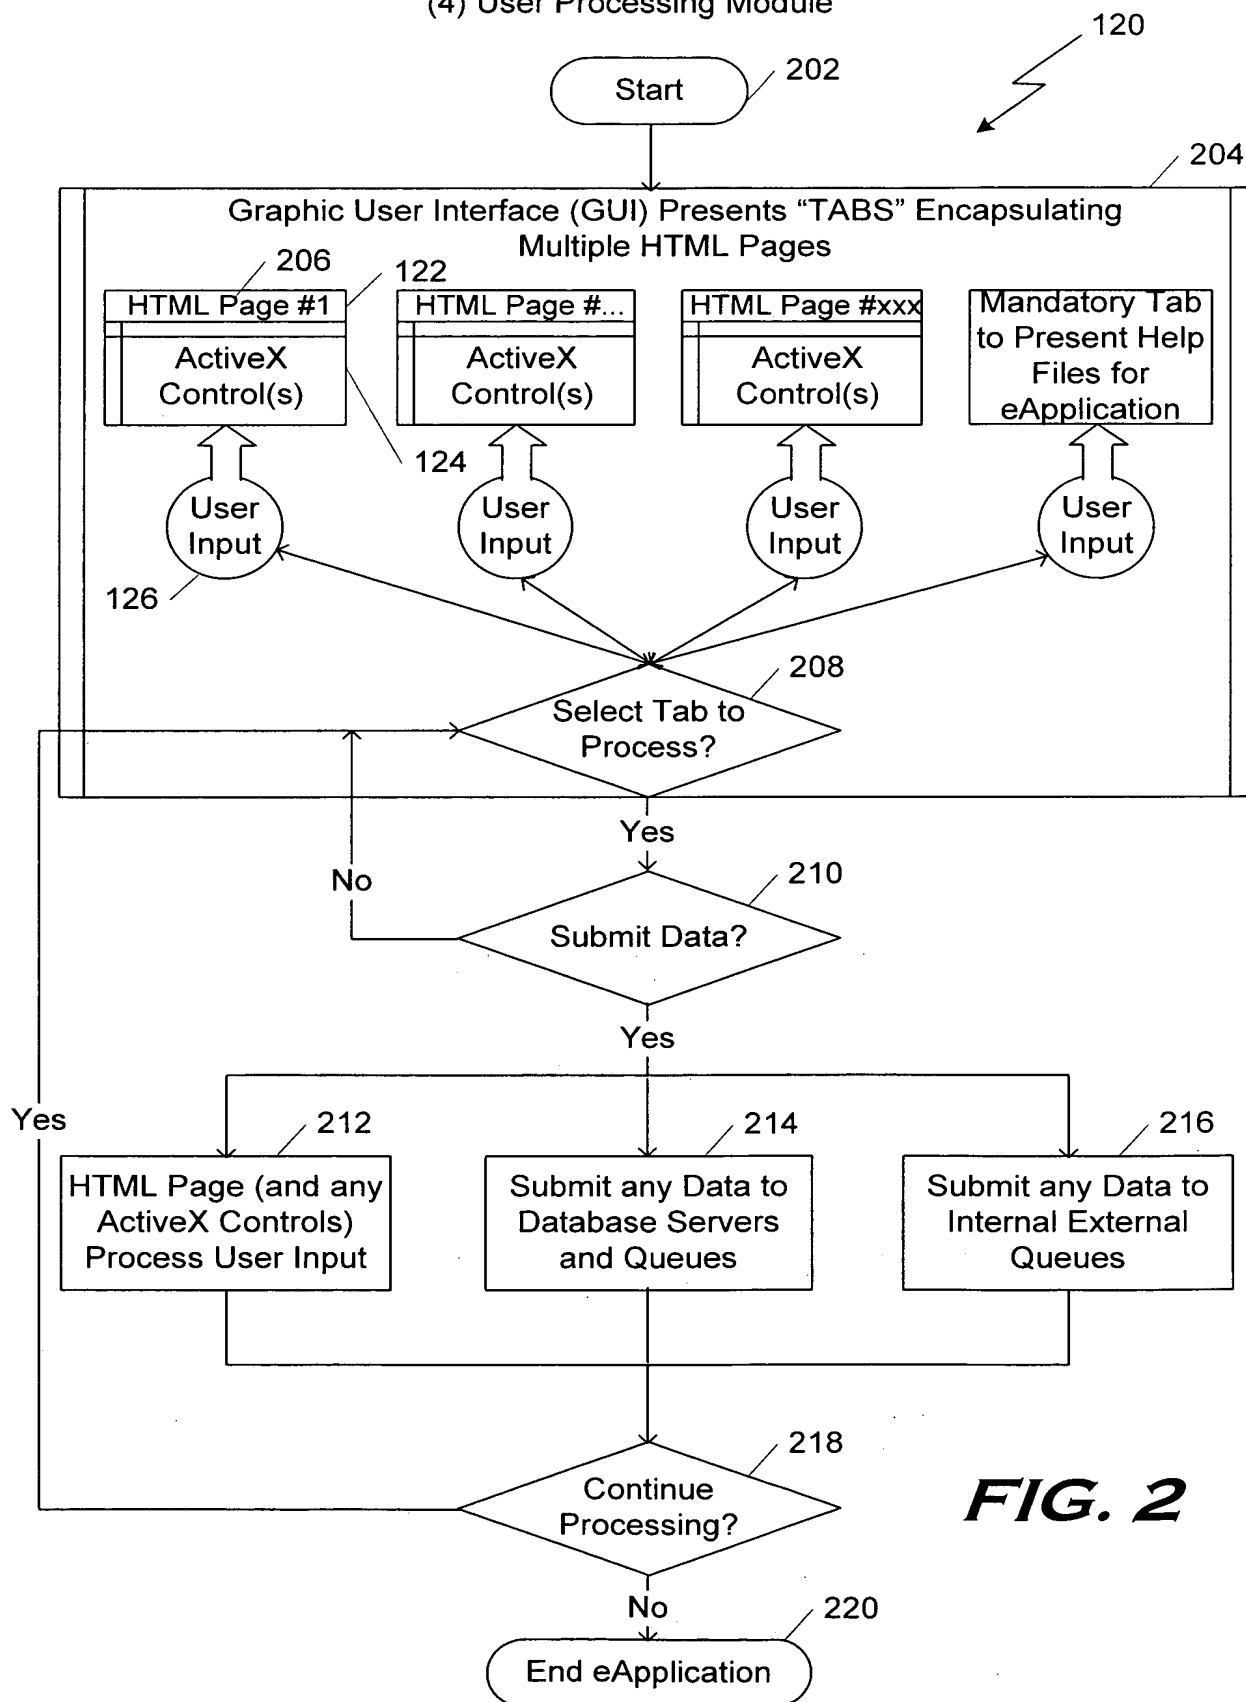 (4) User Processing Module
120
Start
202
204
Graphic User Interface (GUI) Presents “TABS” Encapsulating
Multiple HTML Pages
206
122
HTML Page #1
ActiveX
Control(s)
124
HTML Page #...
ActiveX
Control(s)
HTML Page #xxx
ActiveX
Control(s)
Mandatory Tab
to Present Help
Files for
eApplication
User
Input
126
User
Input
User
Input
User
Input
208
Select Tab to
Process?
Yes
No
210
Submit Data?
Yes
Yes
212
HTML Page (and any
ActiveX Controls)
Process User Input
214
Submit any Data to
Database Servers
and Queues
216
Submit any Data to
Internal External
Queues
218
Continue
Processing?
FIG. 2
No
220
End eApplication